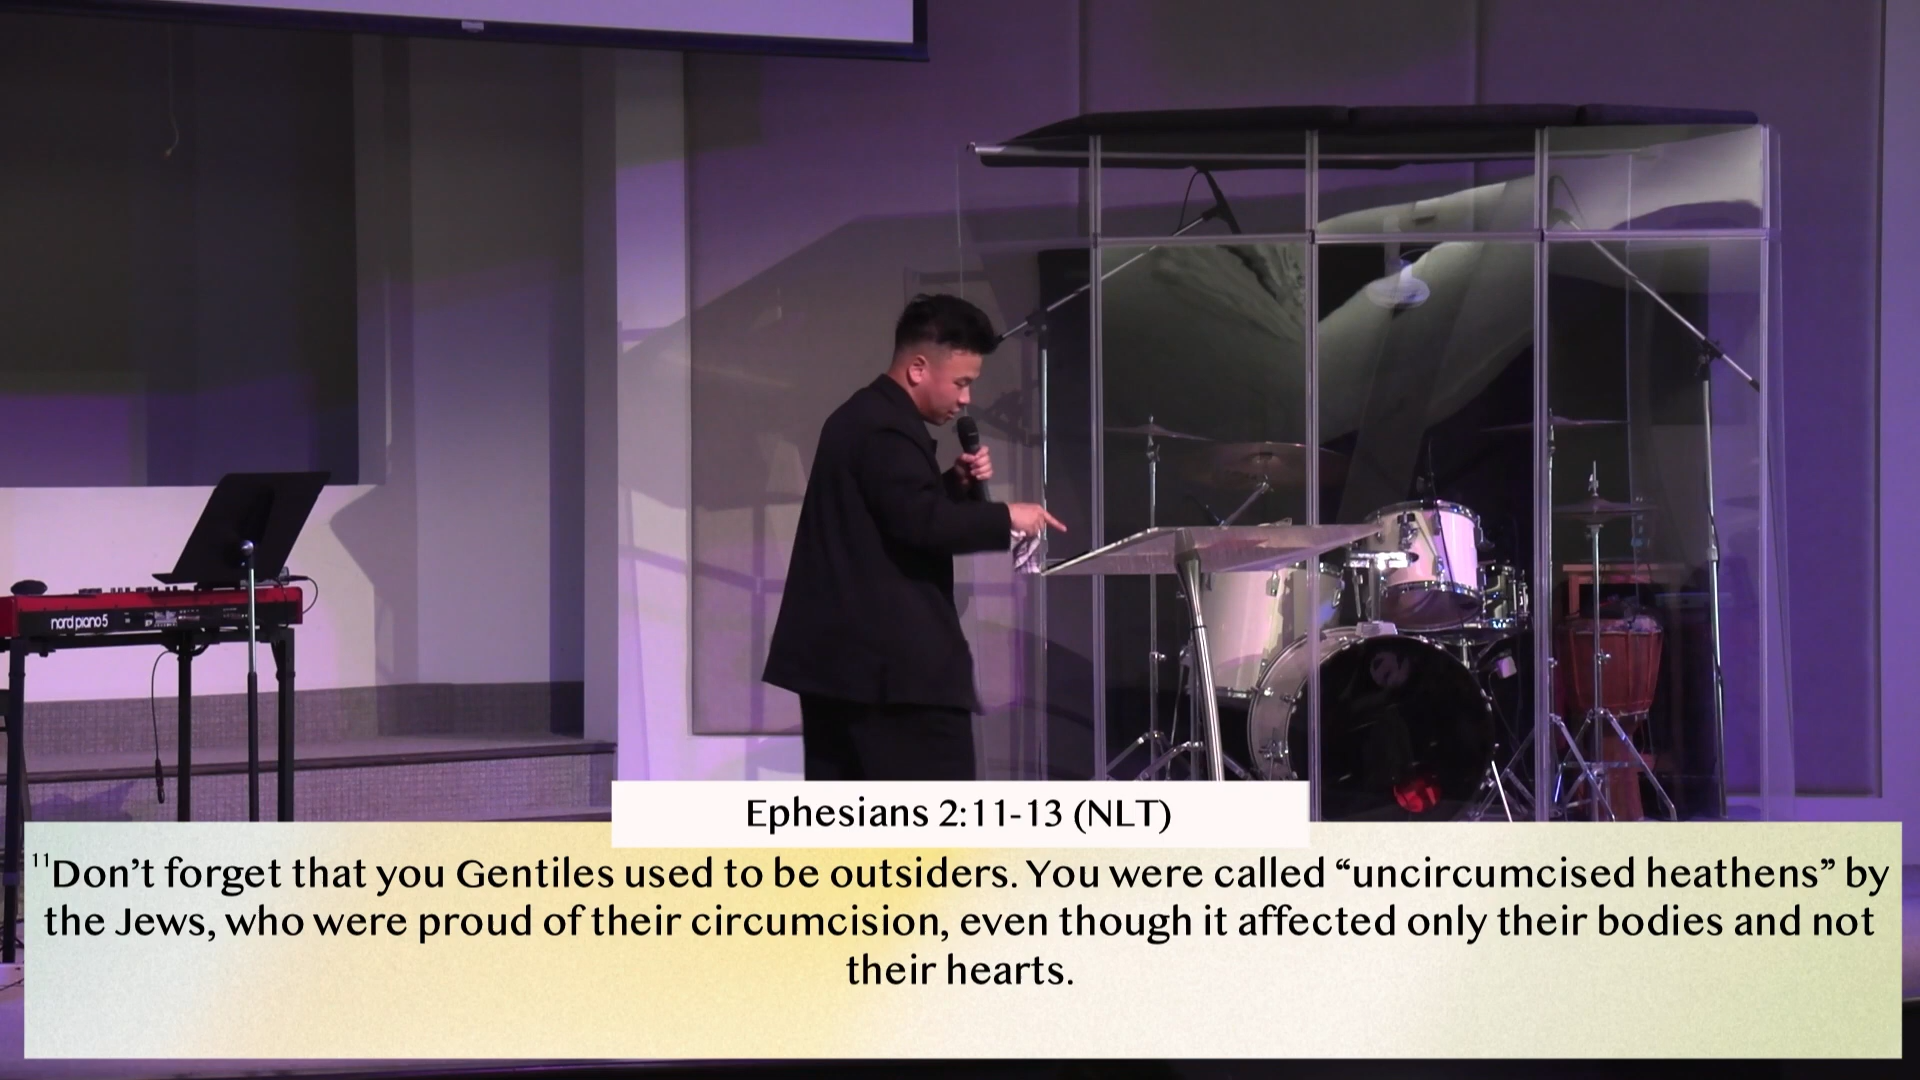 nord piano 5
Ephesians 2:11-13 (NLT)
11Don’t forget that you Gentiles used to be outsiders. You were called “uncircumcised heathens” by
the Jews, who were proud of their circumcision, even though it affected only their bodies and not
their hearts.